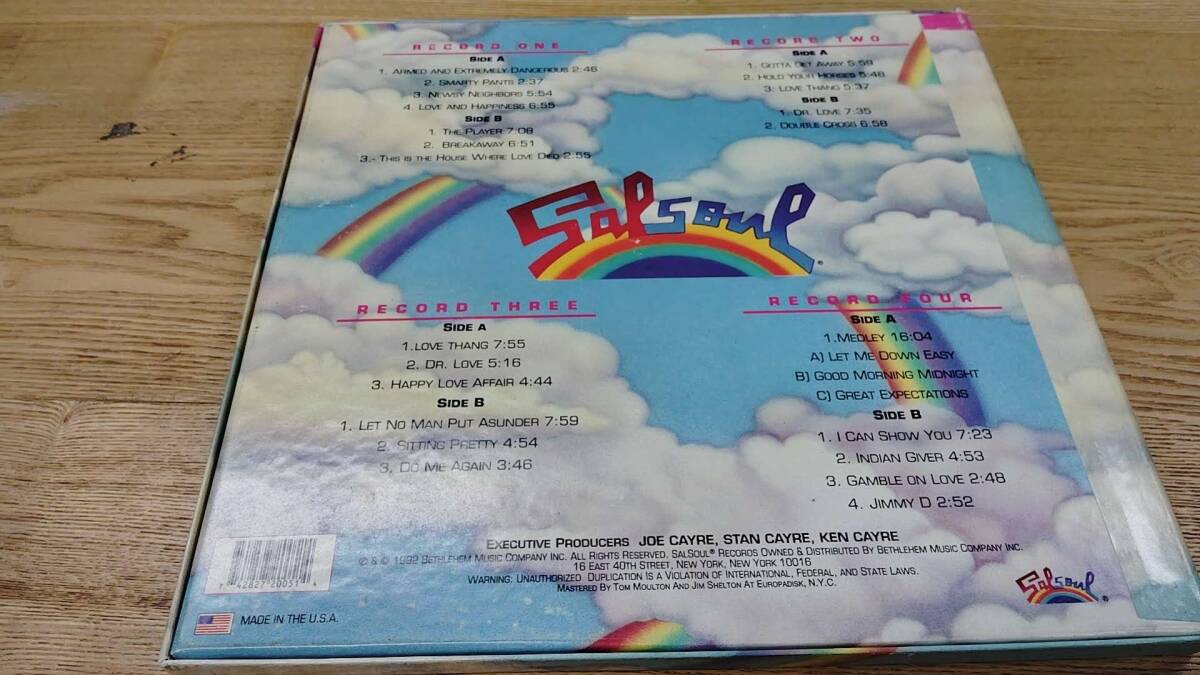 RECORD ONE
SIDE A
1. ARMED AND EXTREMELY DANGEROUS 2:46
2. SMARTY PANTS 2:37
3. NEWSY NEIGHBORS 5:54
4. LOVE AND HAPPINESS 6:55
SIDE B
1. THE PLAYER 7:08
2. BREAKAWAY 6:51
3.- THIS IS THE HOUSE WHERE LOVE DIED 2:55
RECORD TWO
SIDE A
1. GOTTA GET AWAY 5:59
2. HOLD YOUR HORSES 5:48
3. LOVE THANG 5:37
SIDE B
1. DR. LOVE 7:35
2. DOUBLE CROSS 6:58
Salsoul®
RECORD THREE
SIDE A
1.LOVE THANG 7:55
2. DR. LOVE 5:16
3. HAPPY LOVE AFFAIR 4:44
SIDE B
1. LET NO MAN PUT ASUNDER 7:59
2. SITTING PRETTY 4:54
3. DO ME AGAIN 3:46
RECORD FOUR
SIDE A
1.MEDLEY 16:04
A) LET ME DOWN EASY
B) GOOD MORNING MIDNIGHT
C) GREAT EXPECTATIONS
SIDE B
1. I CAN SHOW YOU 7:23
2. INDIAN GIVER 4:53
3. GAMBLE ON LOVE 2:48
4. JIMMY D 2:52
EXECUTIVE PRODUCERS JOE CAYRE, STAN CAYRE, KEN CAYRE
℗ & © 1992 BETHLEHEM MUSIC COMPANY INC. ALL RIGHTS RESERVED, SALSOUL® RECORDS OWNED & DISTRIBUTED BY BETHLEHEM MUSIC COMPANY INC.
16 EAST 40TH STREET, NEW YORK, NEW YORK 10016
WARNING: UNAUTHORIZED DUPLICATION IS A VIOLATION OF INTERNATIONAL, FEDERAL, AND STATE LAWS.
MASTERED BY TOM MOULTON AND JIM SHELTON AT EUROPADISK, N.Y.C.
7 42827 20051 4
MADE IN THE U.S.A.
Salsoul®